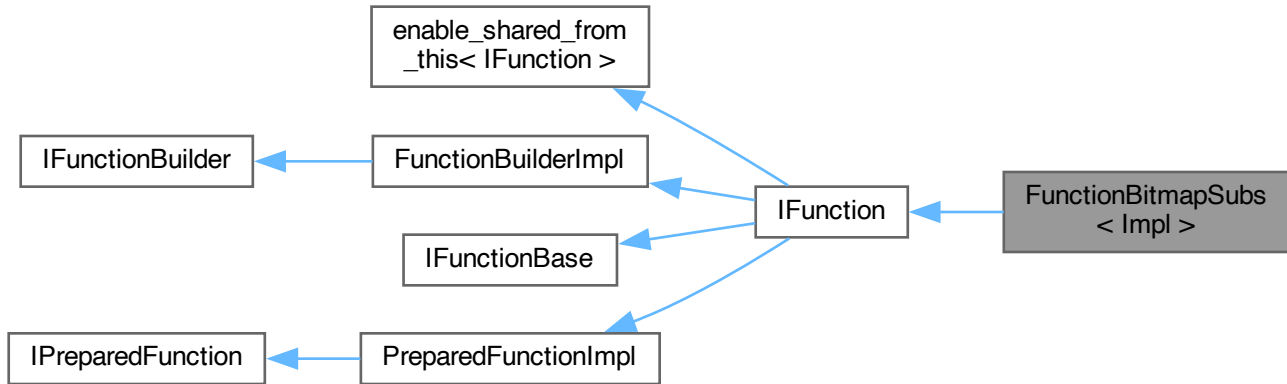 enable_shared_from
_this< IFunction >
IFunctionBuilder
FunctionBuilderImpl
IFunction
FunctionBitmapSubs
< Impl >
IFunctionBase
IPreparedFunction
PreparedFunctionImpl